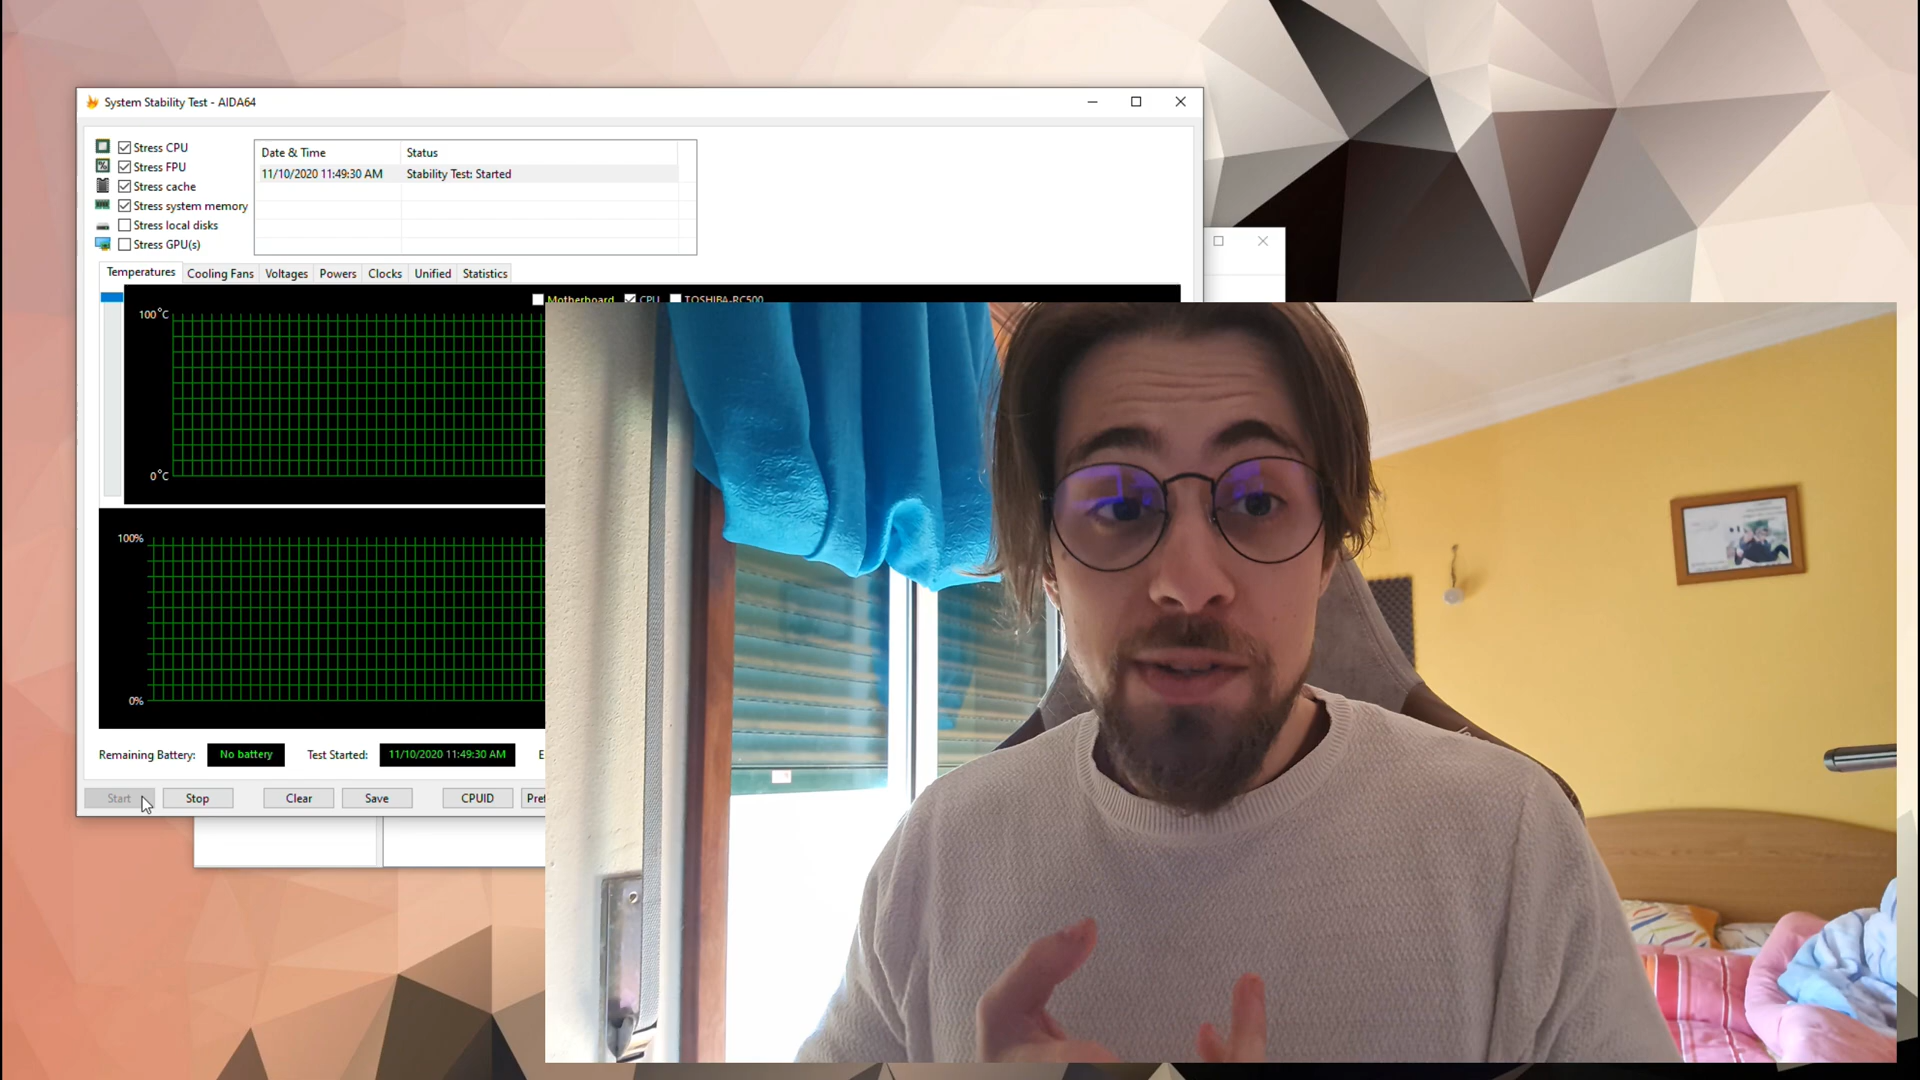 System Stability Test - AIDA64
Stress CPU
Stress FPU
Stress cache
Stress system memory
Stress local disks
Stress GPU(s)
Date & Time Status
11/10/2020 11:49:30 AM Stability Test: Started
Temperatures Cooling Fans Voltages Powers Clocks Unified Statistics
Motherboard CPU TOSHIBA-RC500
100°C
0°C
100%
0%
Remaining Battery: No battery Test Started: 11/10/2020 11:49:30 AM E
Start Stop Clear Save CPUID Pref